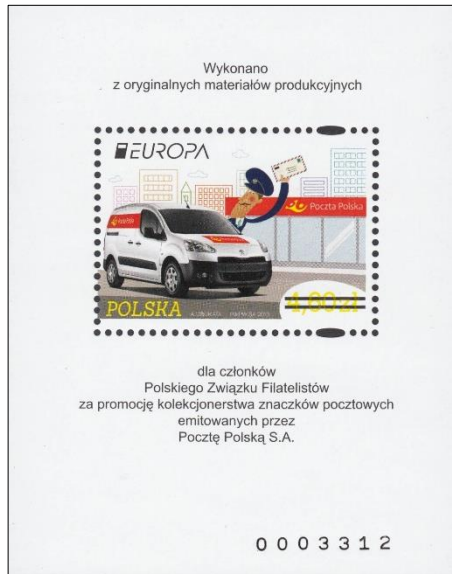 Wykonano
z oryginalnych materiałów produkcyjnych
EUROPA
Poczta Polska
POLSKA
4,60zł
dla członków
Polskiego Związku Filatelistów
za promocję kolekcjonerstwa znaczków pocztowych
emitowanych przez
Pocztę Polską S.A.
0003312